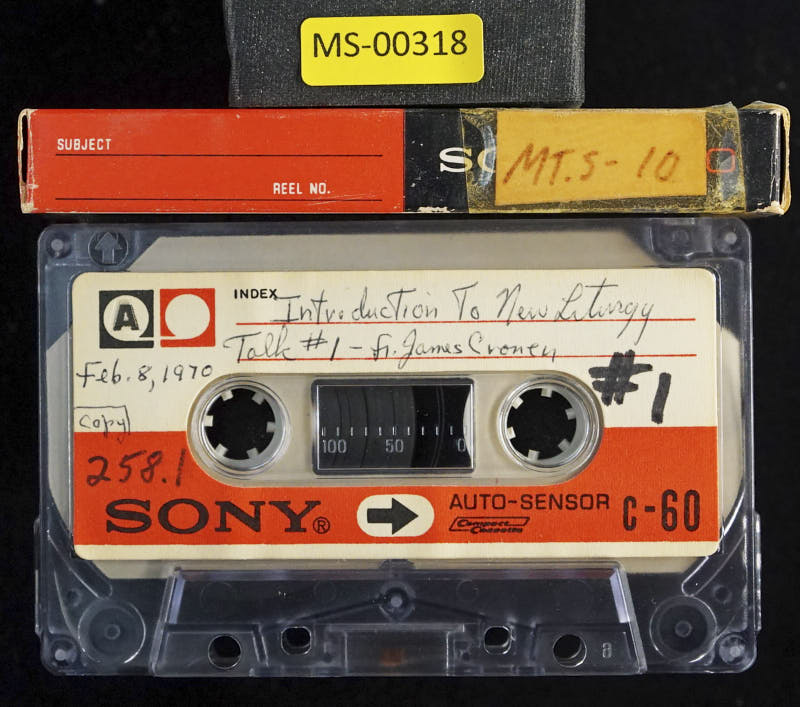 MS-00318
SUBJECT
REEL NO.
MT.S-10
A
INDEX
Introduction To New Liturgy
Talk #1 - Fr. James Cronen
Feb. 8, 1970
#1
copy
100 50 0
258.1
SONY®
AUTO-SENSOR
Compact Cassette
C-60
a